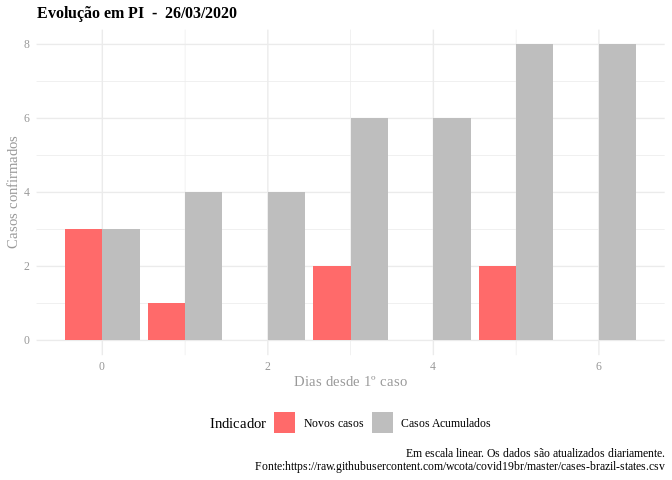 Evolução em PI - 26/03/2020
Casos confirmados
8
6
4
2
0
0 2 4 6
Dias desde 1º caso
Indicador Novos casos Casos Acumulados
Em escala linear. Os dados são atualizados diariamente.
Fonte:https://raw.githubusercontent.com/wcota/covid19br/master/cases-brazil-states.csv